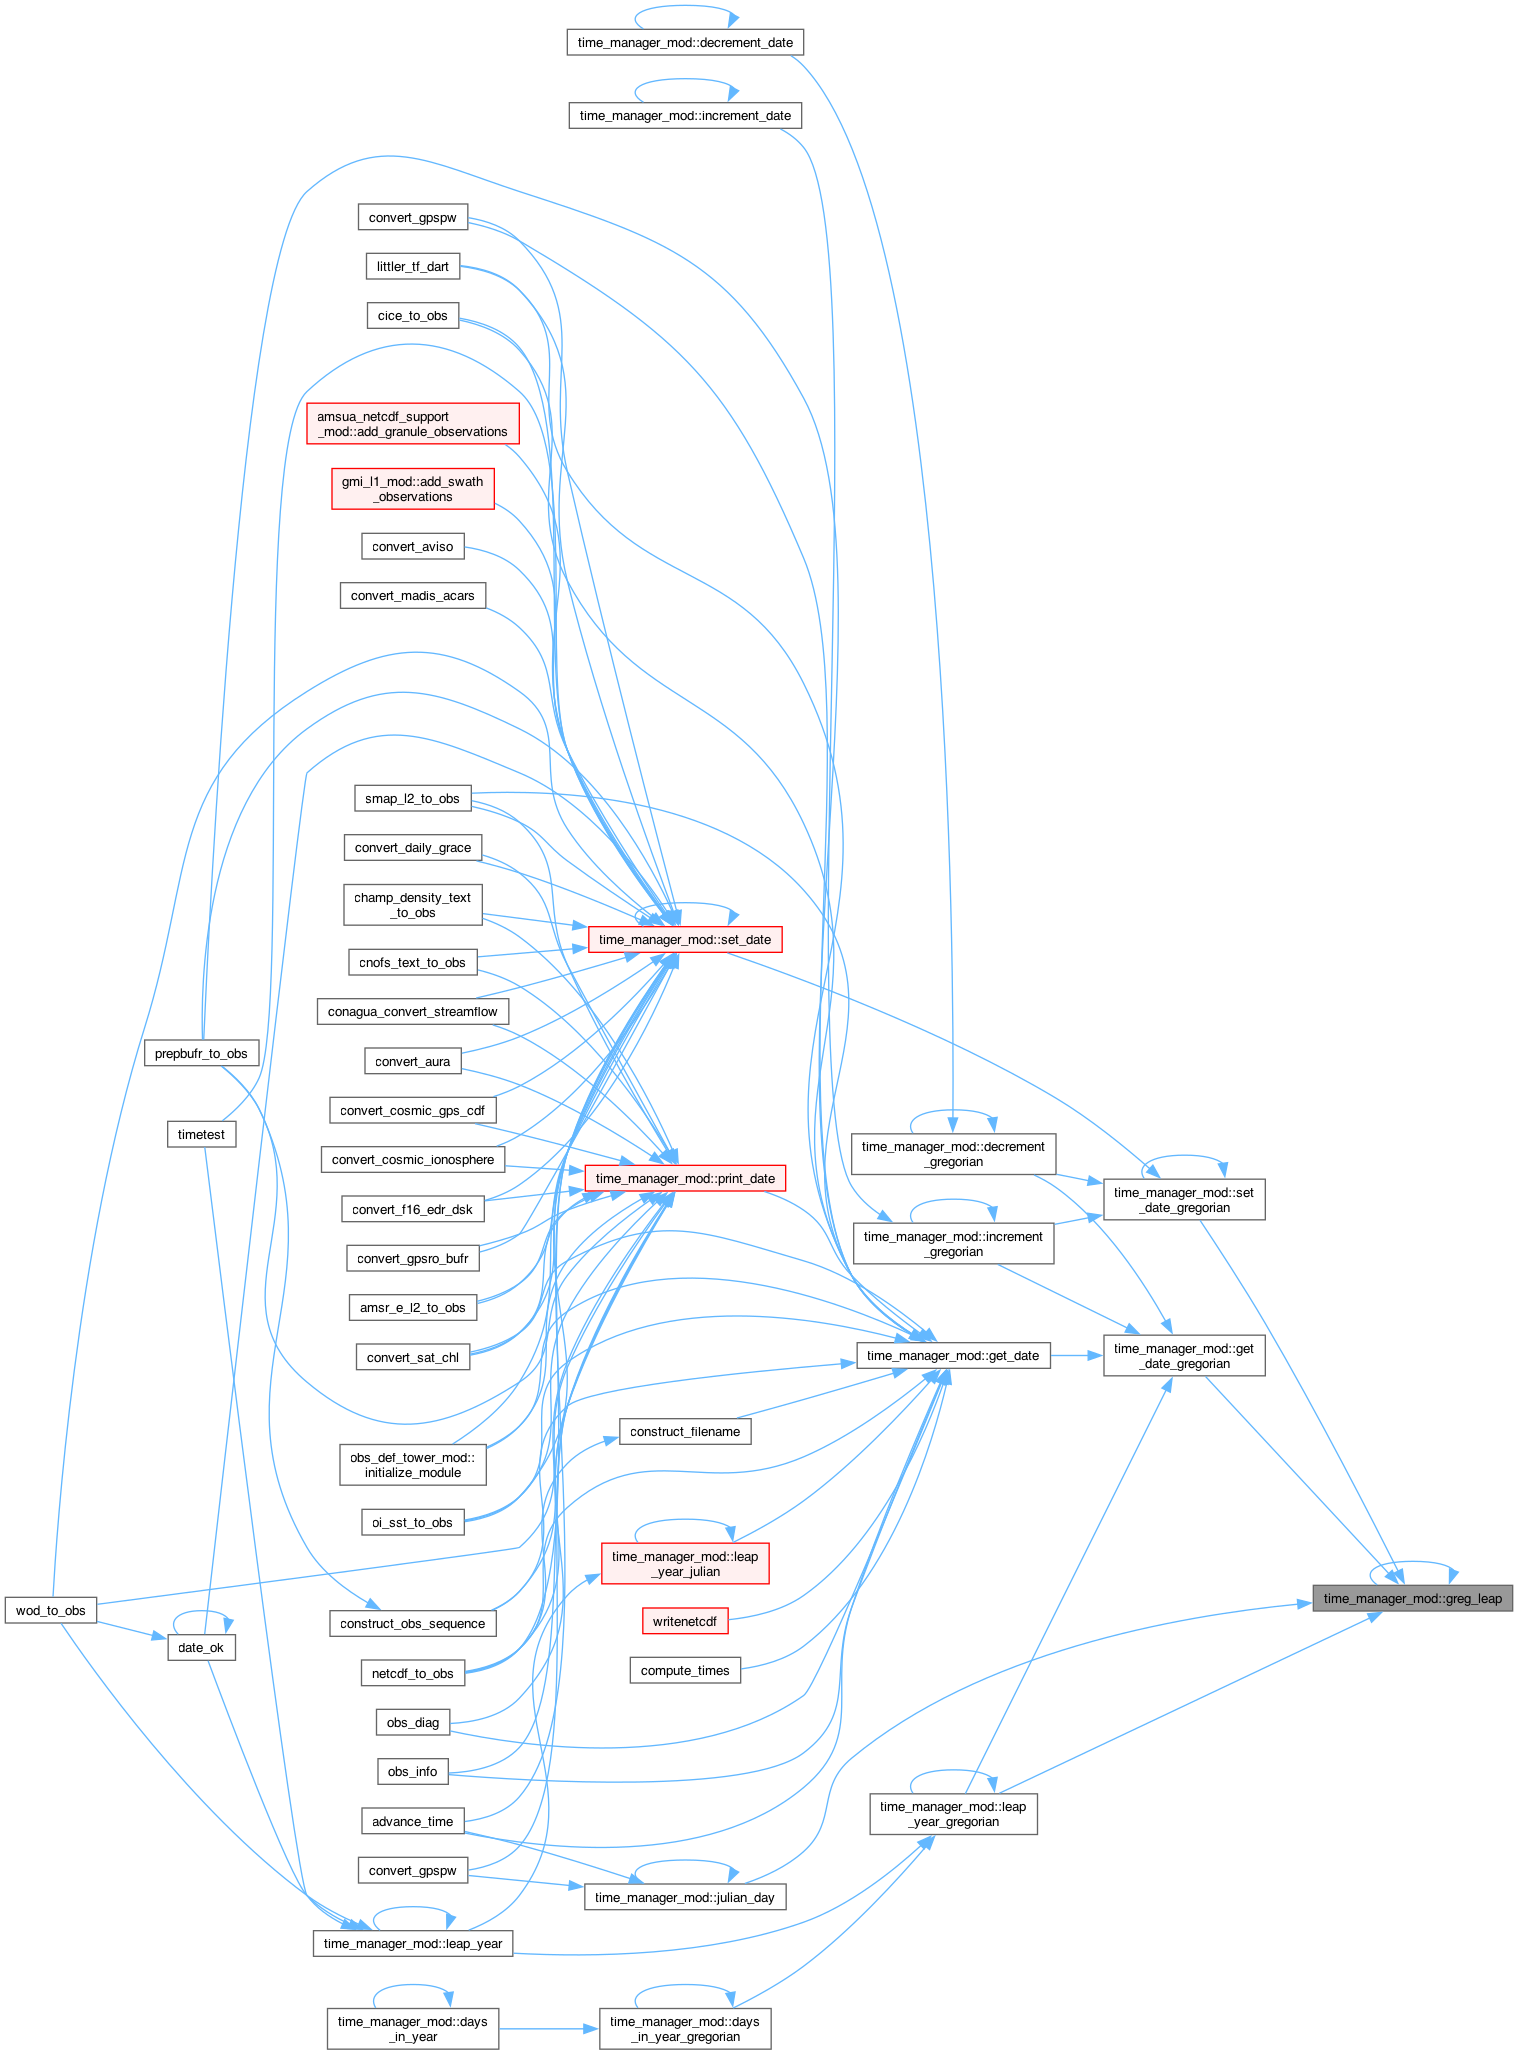 time_manager_mod::decrement_date
time_manager_mod::increment_date
convert_gpspw
littler_tf_dart
cice_to_obs
amsua_netcdf_support
_mod::add_granule_observations
gmi_l1_mod::add_swath
_observations
convert_aviso
convert_madis_acars
smap_l2_to_obs
convert_daily_grace
champ_density_text
_to_obs
time_manager_mod::set_date
cnofs_text_to_obs
conagua_convert_streamflow
prepbufr_to_obs
convert_aura
convert_cosmic_gps_cdf
timetest
time_manager_mod::decrement
_gregorian
convert_cosmic_ionosphere
time_manager_mod::print_date
time_manager_mod::set
_date_gregorian
convert_f16_edr_dsk
time_manager_mod::increment
_gregorian
convert_gpsro_bufr
amsr_e_l2_to_obs
convert_sat_chl
time_manager_mod::get_date
time_manager_mod::get
_date_gregorian
construct_filename
obs_def_tower_mod::
initialize_module
oi_sst_to_obs
time_manager_mod::leap
_year_julian
time_manager_mod::greg_leap
wod_to_obs
construct_obs_sequence
writenetcdf
date_ok
netcdf_to_obs
compute_times
obs_diag
obs_info
advance_time
time_manager_mod::leap
_year_gregorian
convert_gpspw
time_manager_mod::julian_day
time_manager_mod::leap_year
time_manager_mod::days
_in_year
time_manager_mod::days
_in_year_gregorian